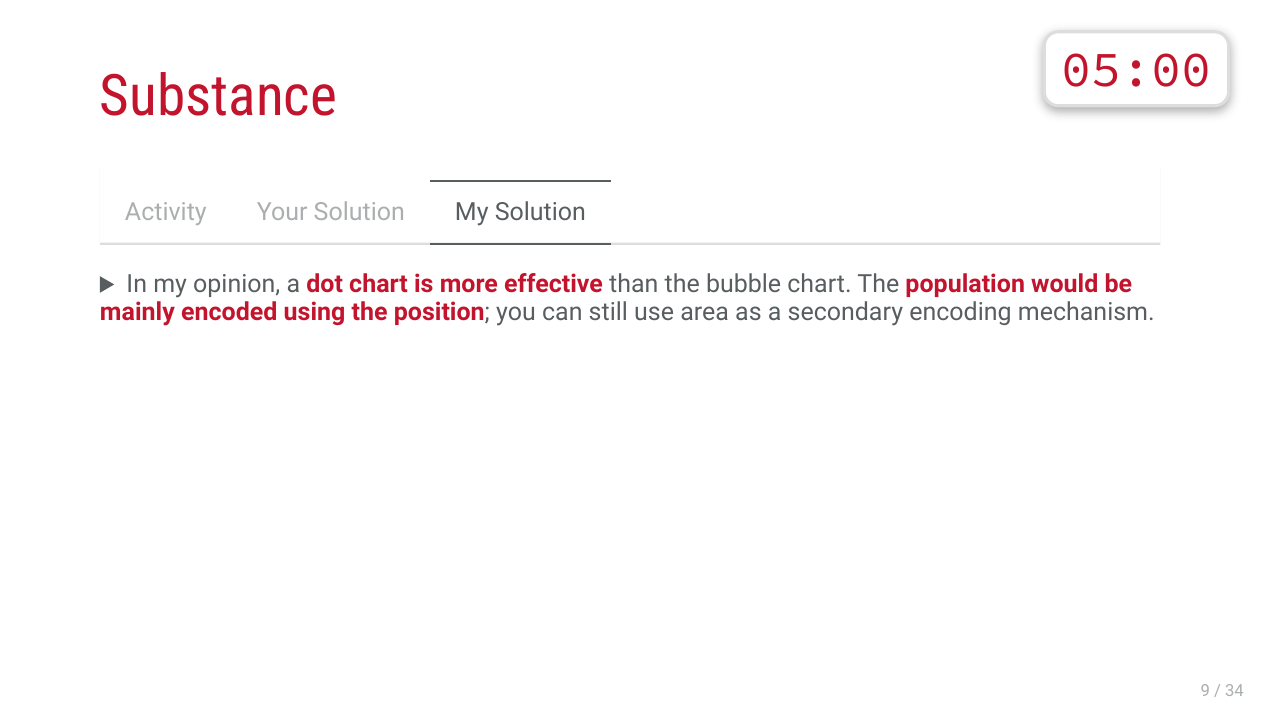 Substance
05:00
Activity
Your Solution
My Solution
In my opinion, a dot chart is more effective than the bubble chart. The population would be
mainly encoded using the position; you can still use area as a secondary encoding mechanism.
9 / 34